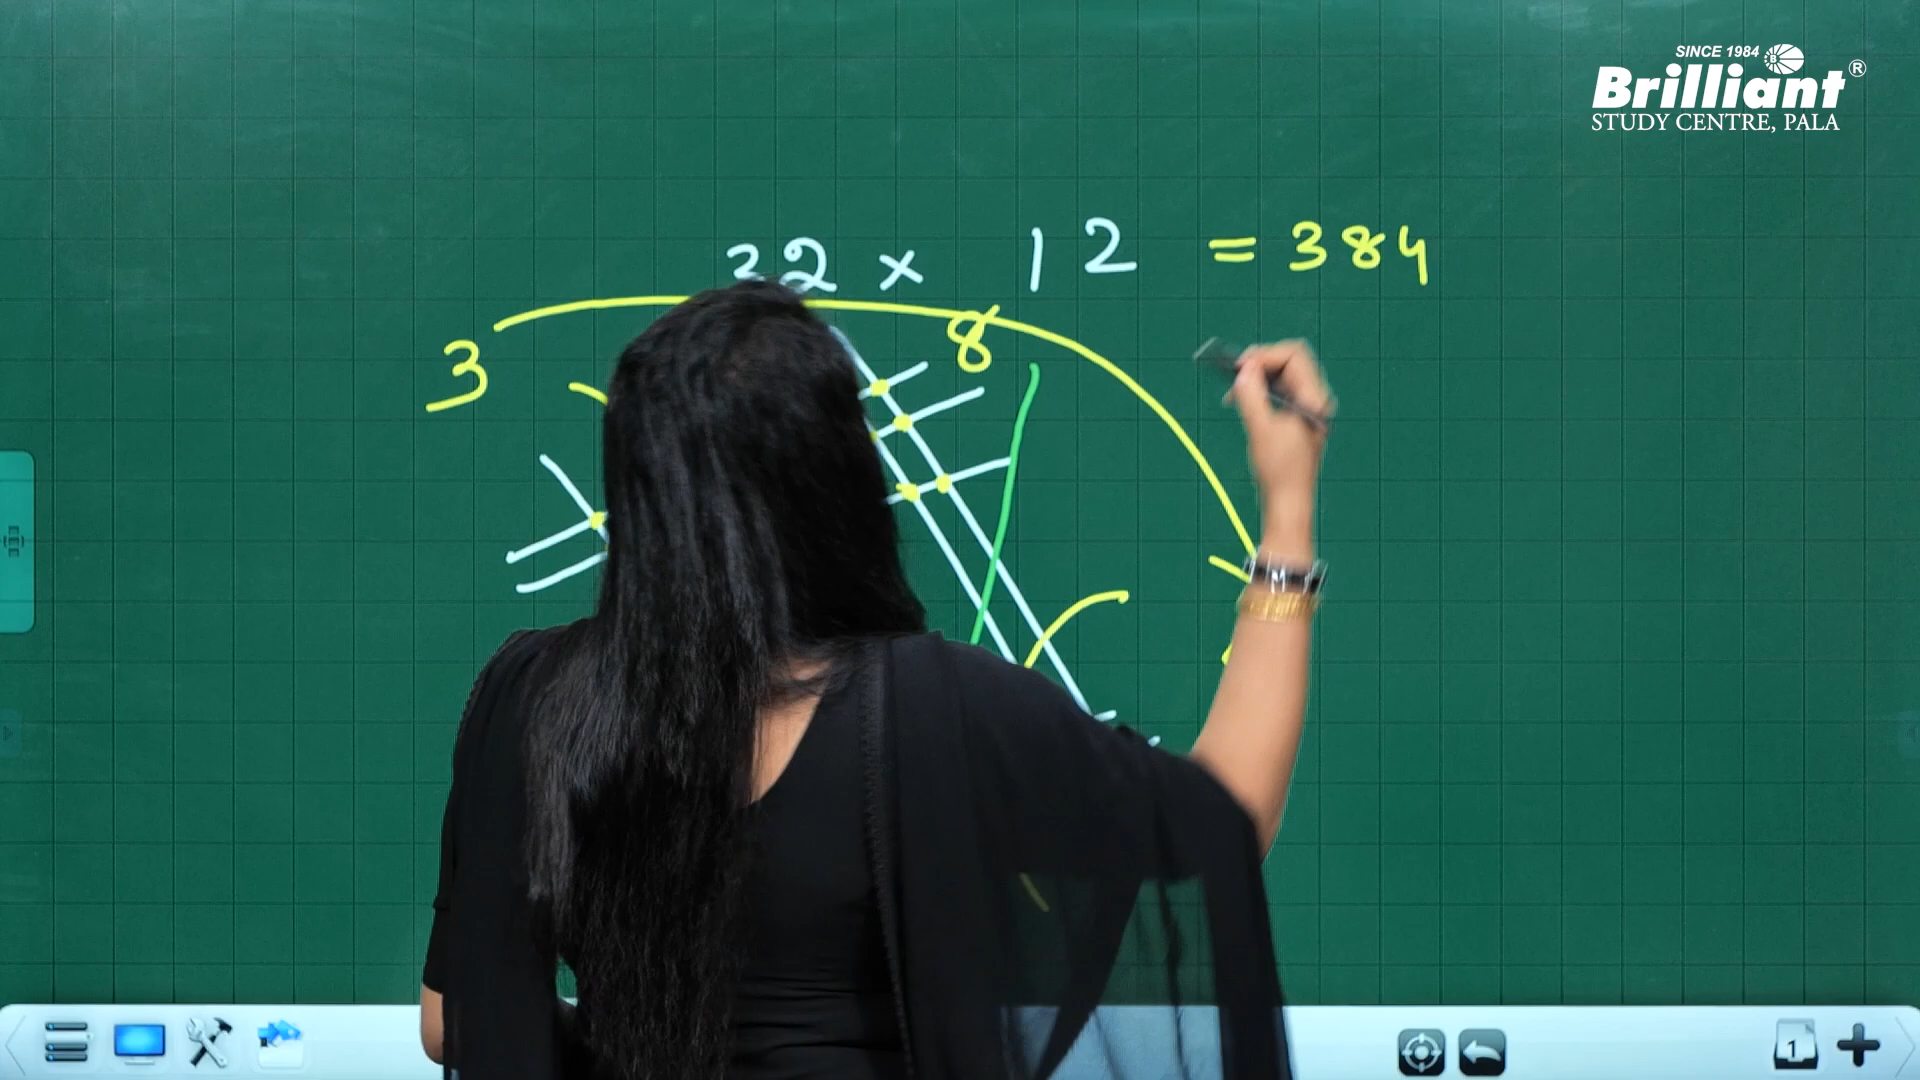 SINCE 1984
Brilliant®
STUDY CENTRE, PALA
32 × 12 = 384
3 8
1